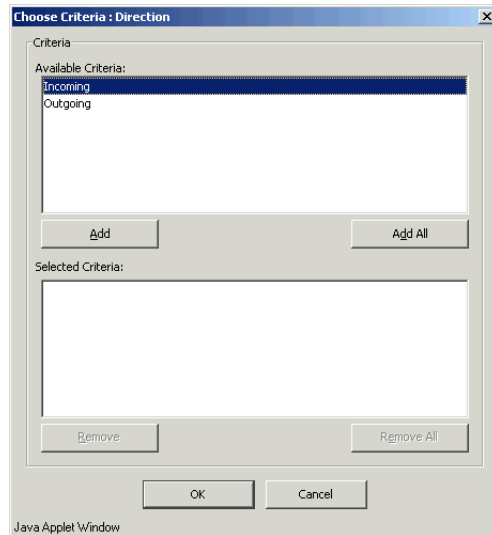 Choose Criteria : Direction
Criteria
Available Criteria:
Incoming
Outgoing
Add Add All
Selected Criteria:
Remove Remove All
OK Cancel
Java Applet Window